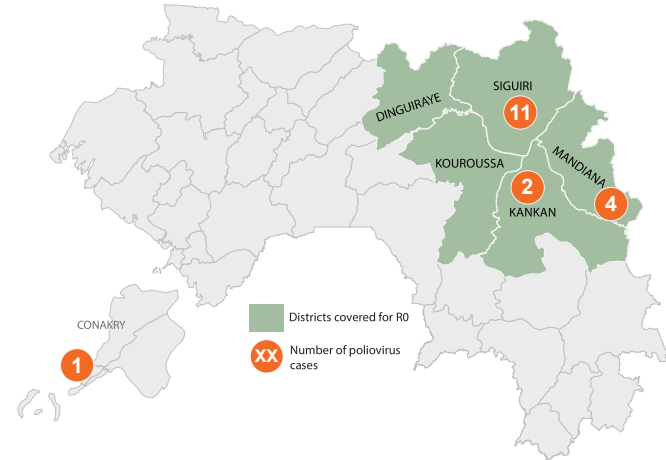 SIGUIRI
11
DINGUIRAYE
KOUROUSSA
MANDIANA
2
4
KANKAN
CONAKRY
1
Districts covered for R0
XX
Number of poliovirus
cases